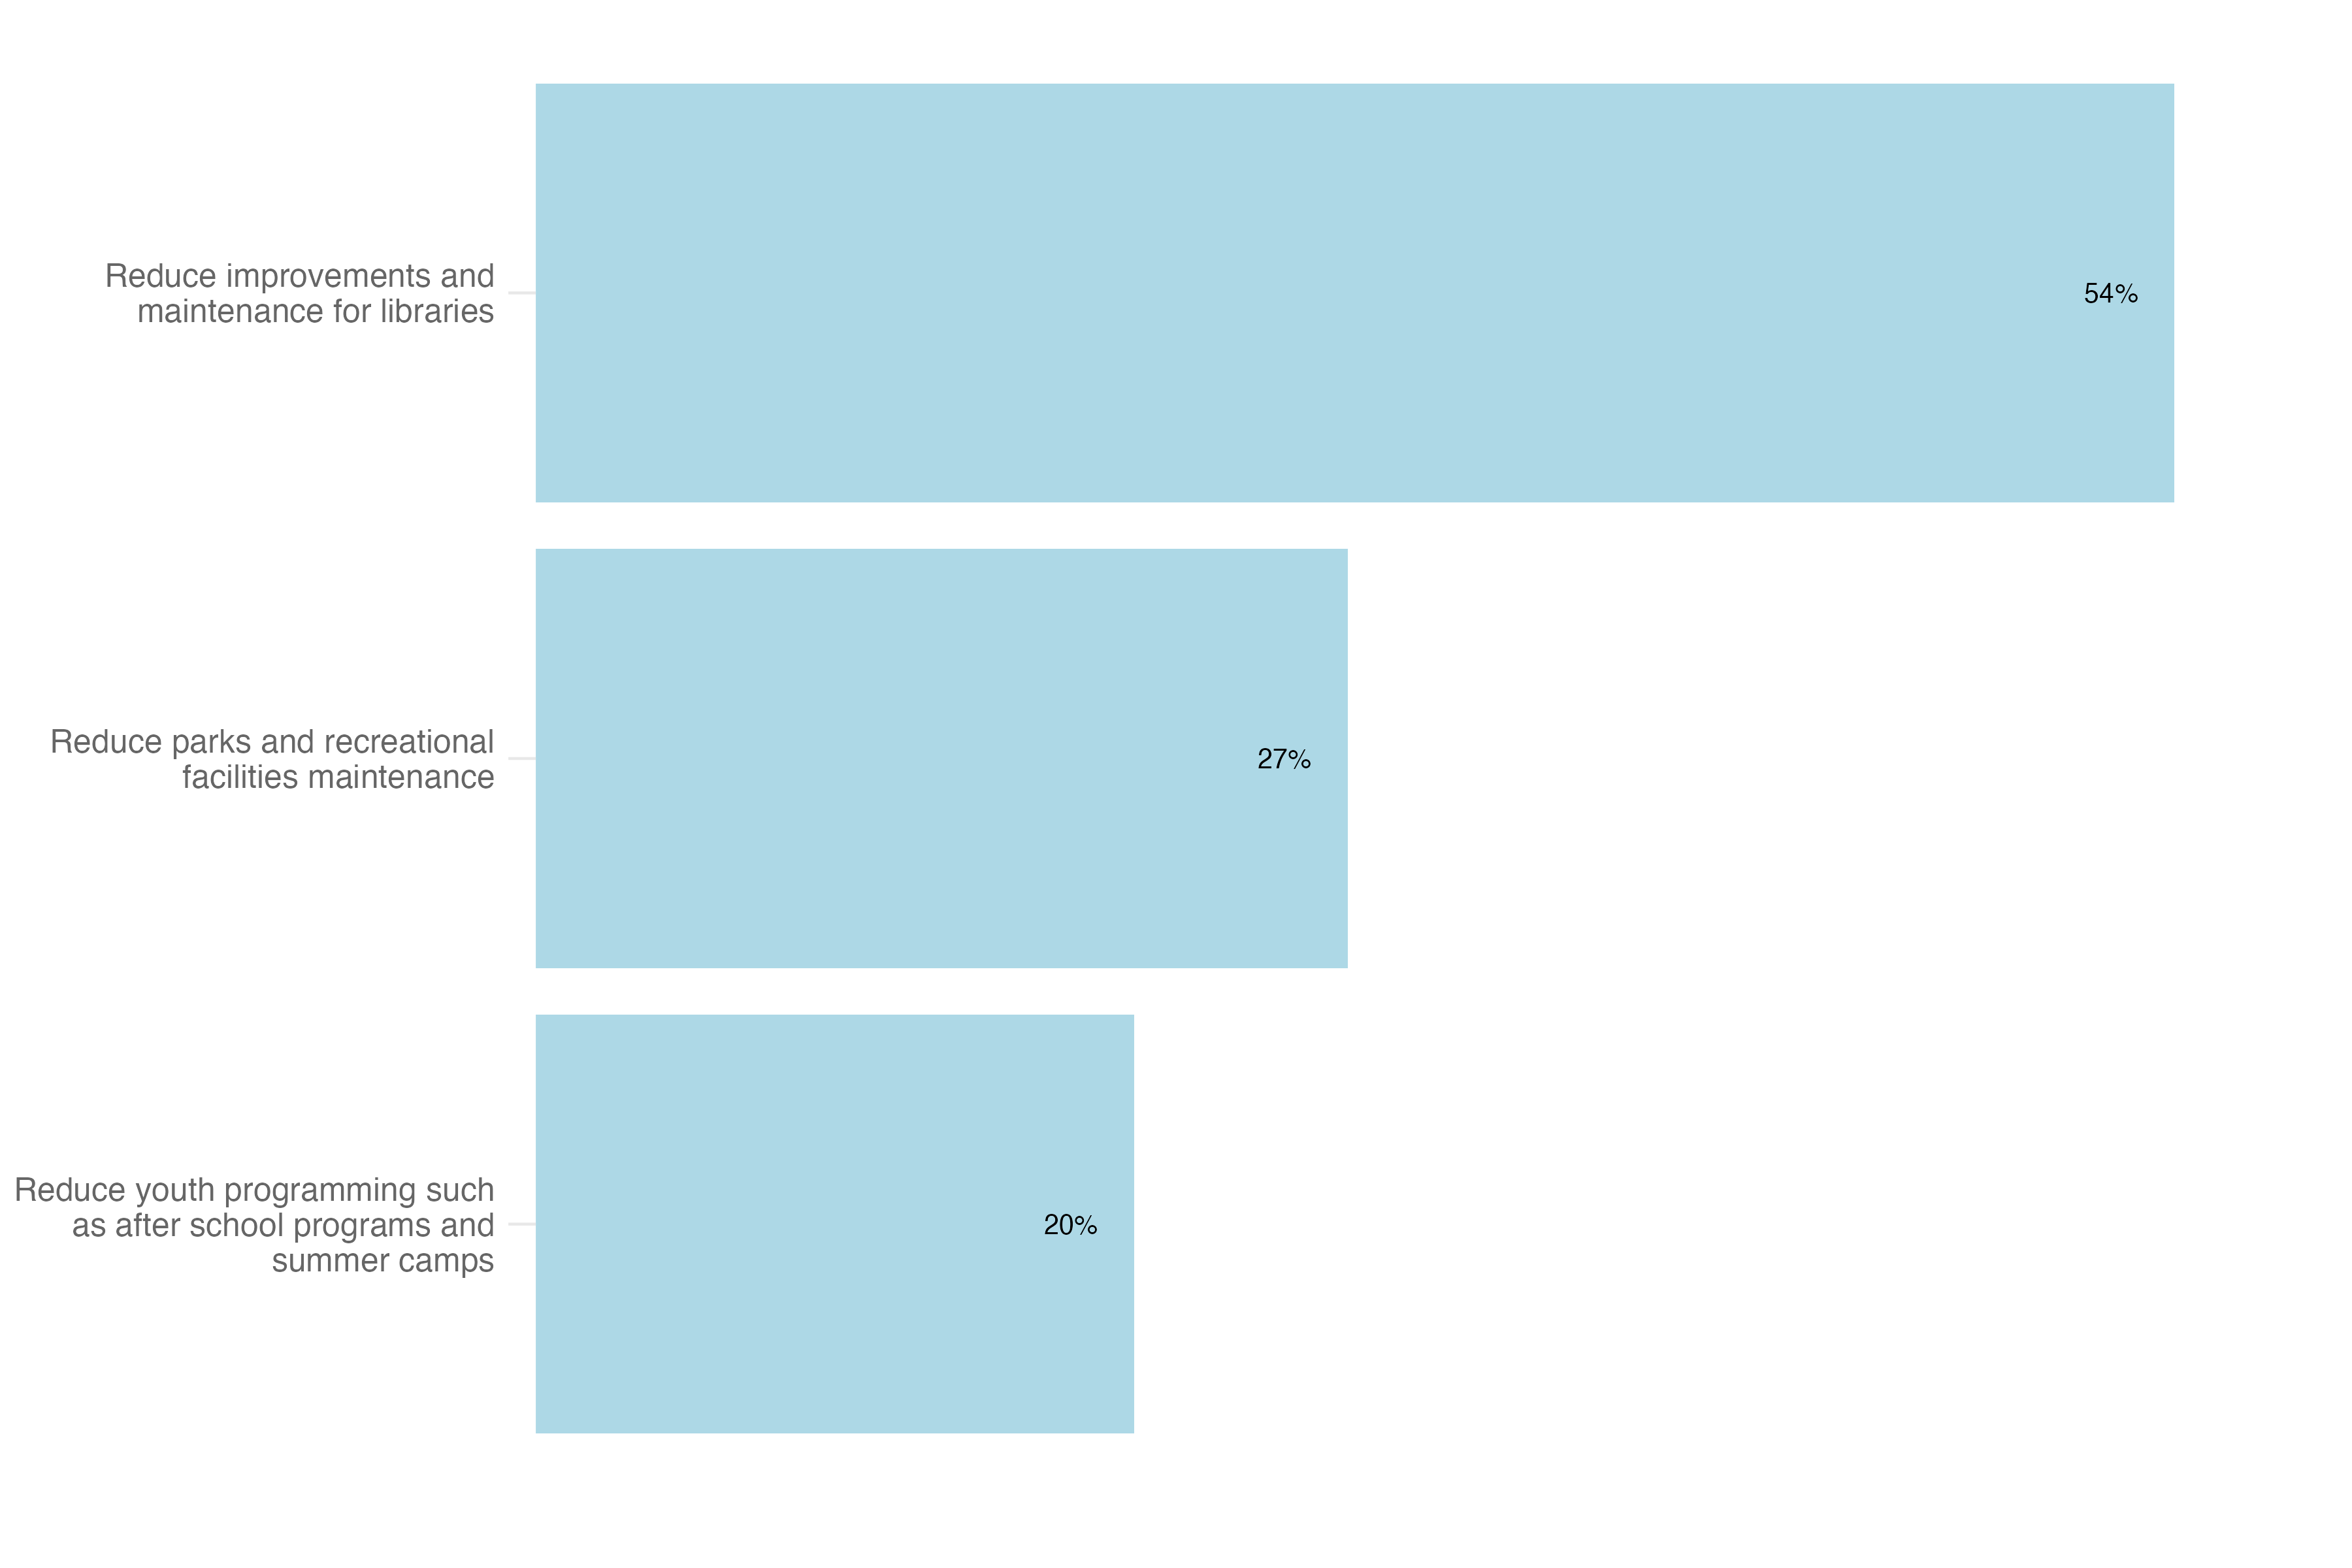 Reduce improvements and
maintenance for libraries
54%
Reduce parks and recreational
facilities maintenance
27%
Reduce youth programming such
as after school programs and
summer camps
20%